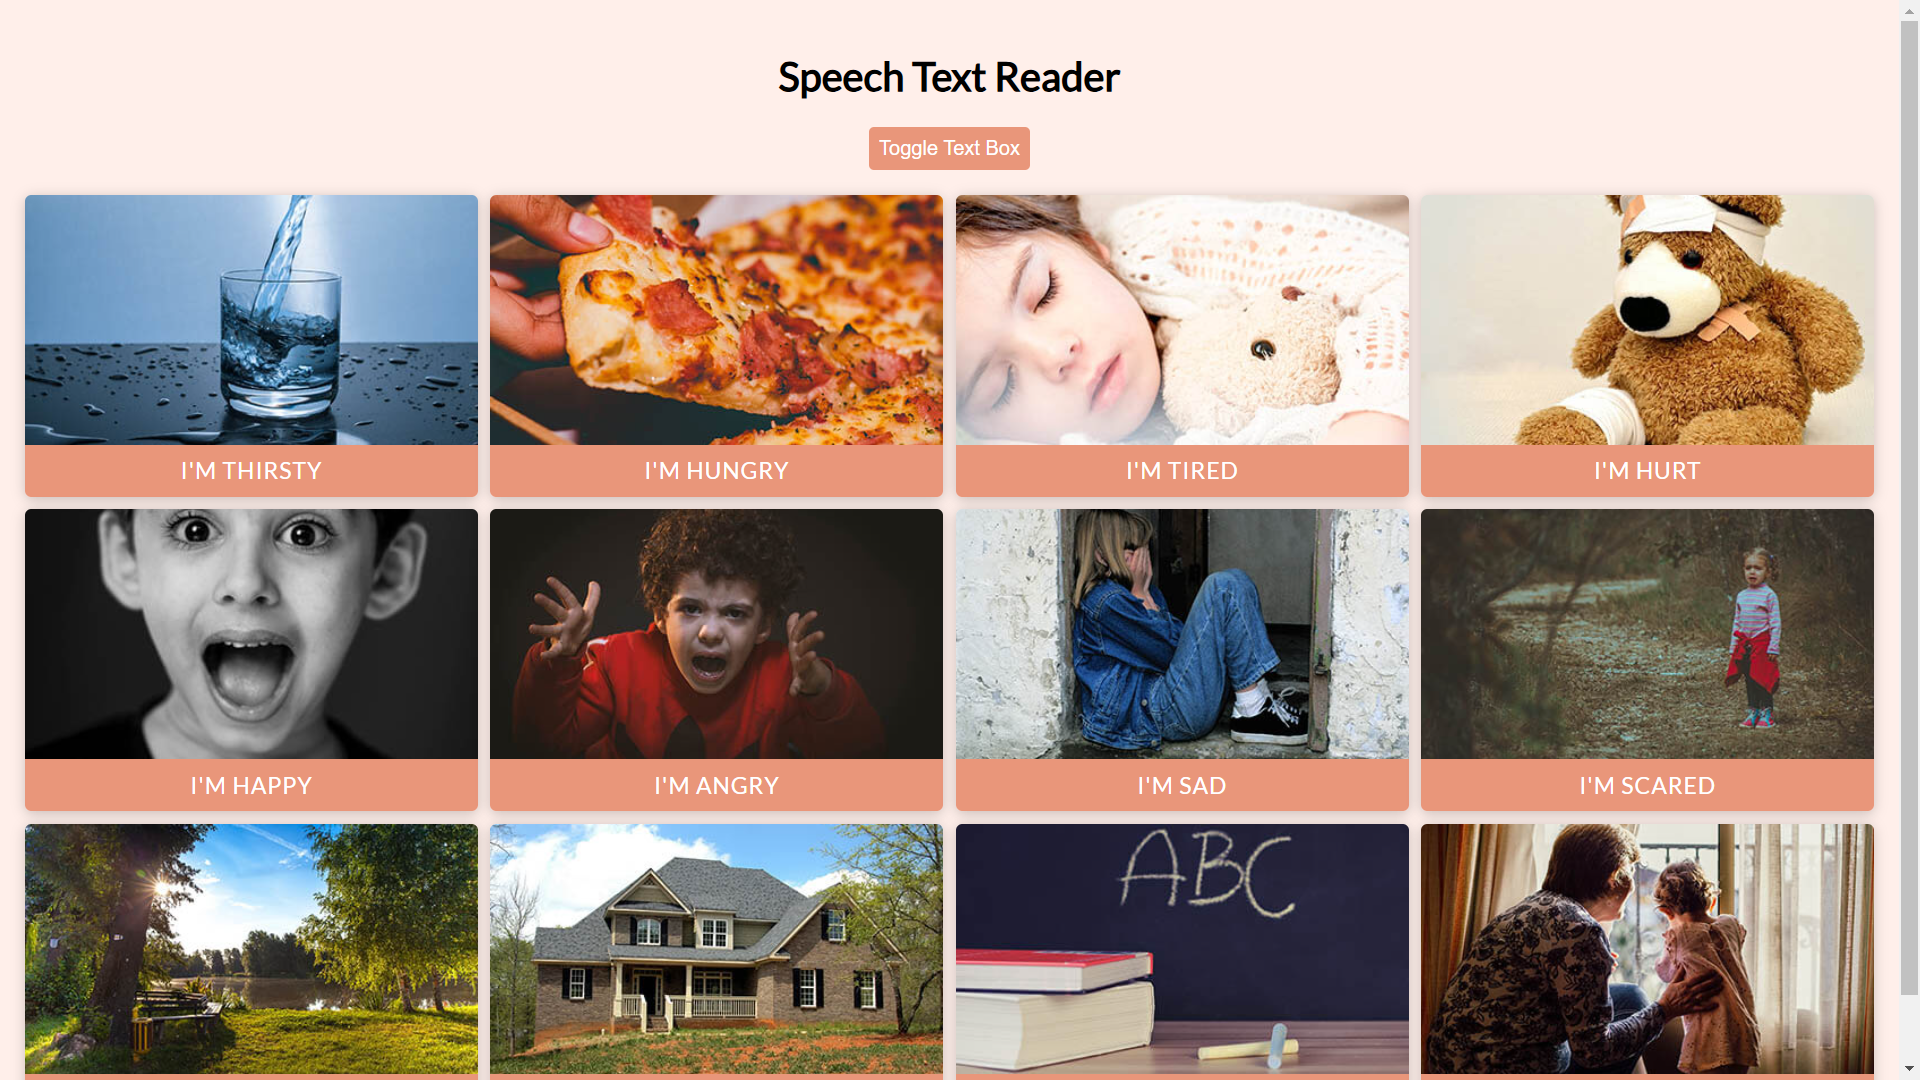 Speech Text Reader
Toggle Text Box
I'M THIRSTY
I'M HUNGRY
I'M TIRED
I'M HURT
I'M HAPPY
I'M ANGRY
I'M SAD
I'M SCARED
ABC